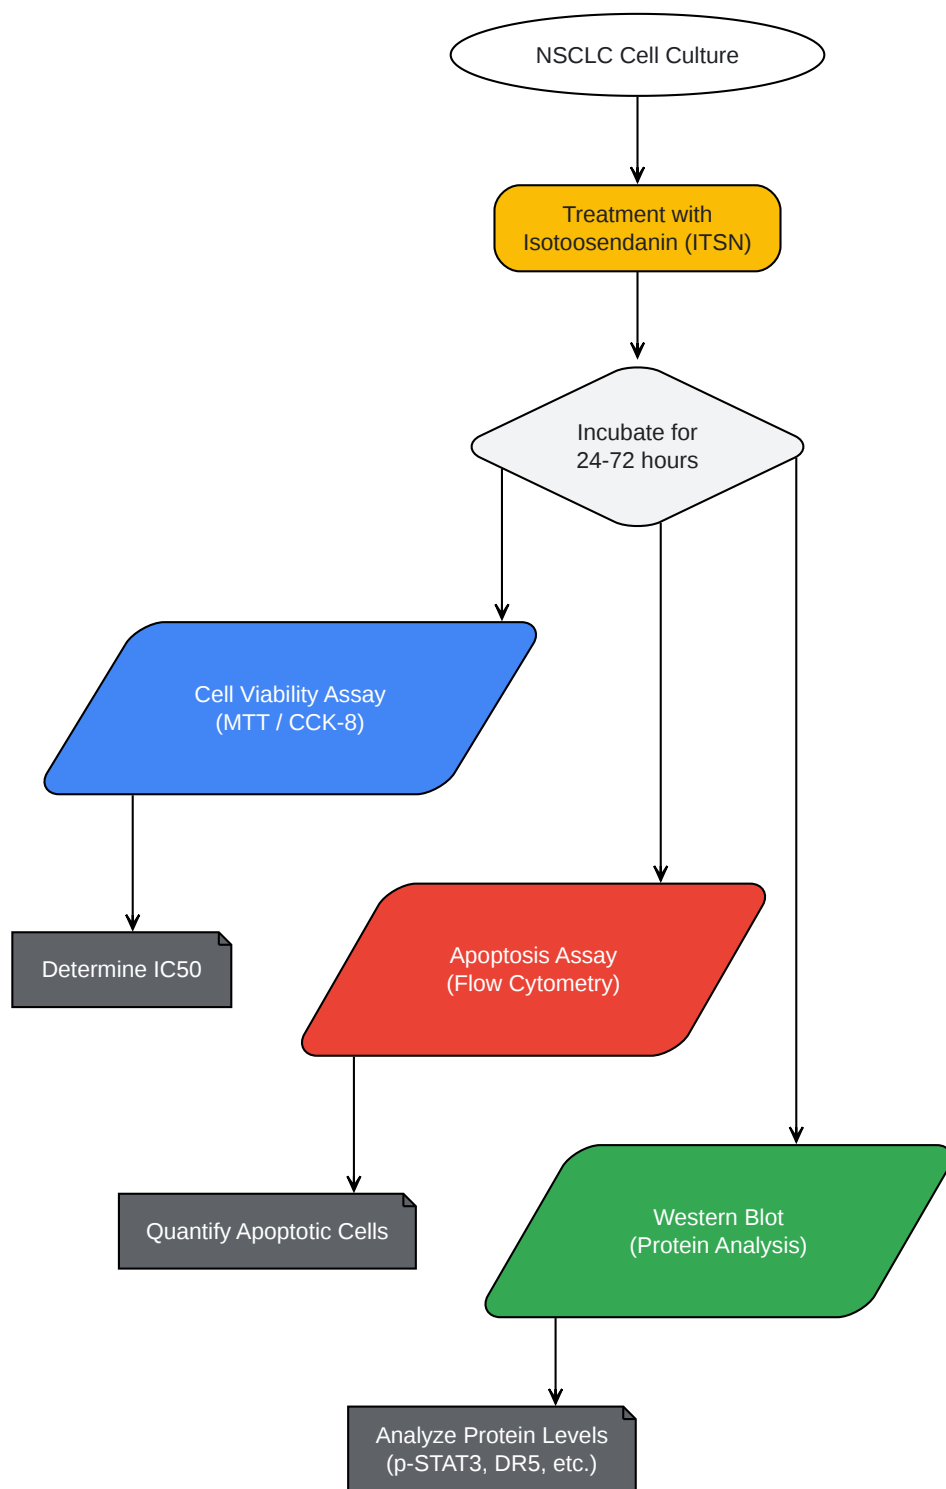 NSCLC Cell Culture
Treatment with
Isotoosendanin (ITSN)
Incubate for
24-72 hours
Cell Viability Assay
(MTT / CCK-8)
Determine IC50
Apoptosis Assay
(Flow Cytometry)
Quantify Apoptotic Cells
Western Blot
(Protein Analysis)
Analyze Protein Levels
(p-STAT3, DR5, etc.)